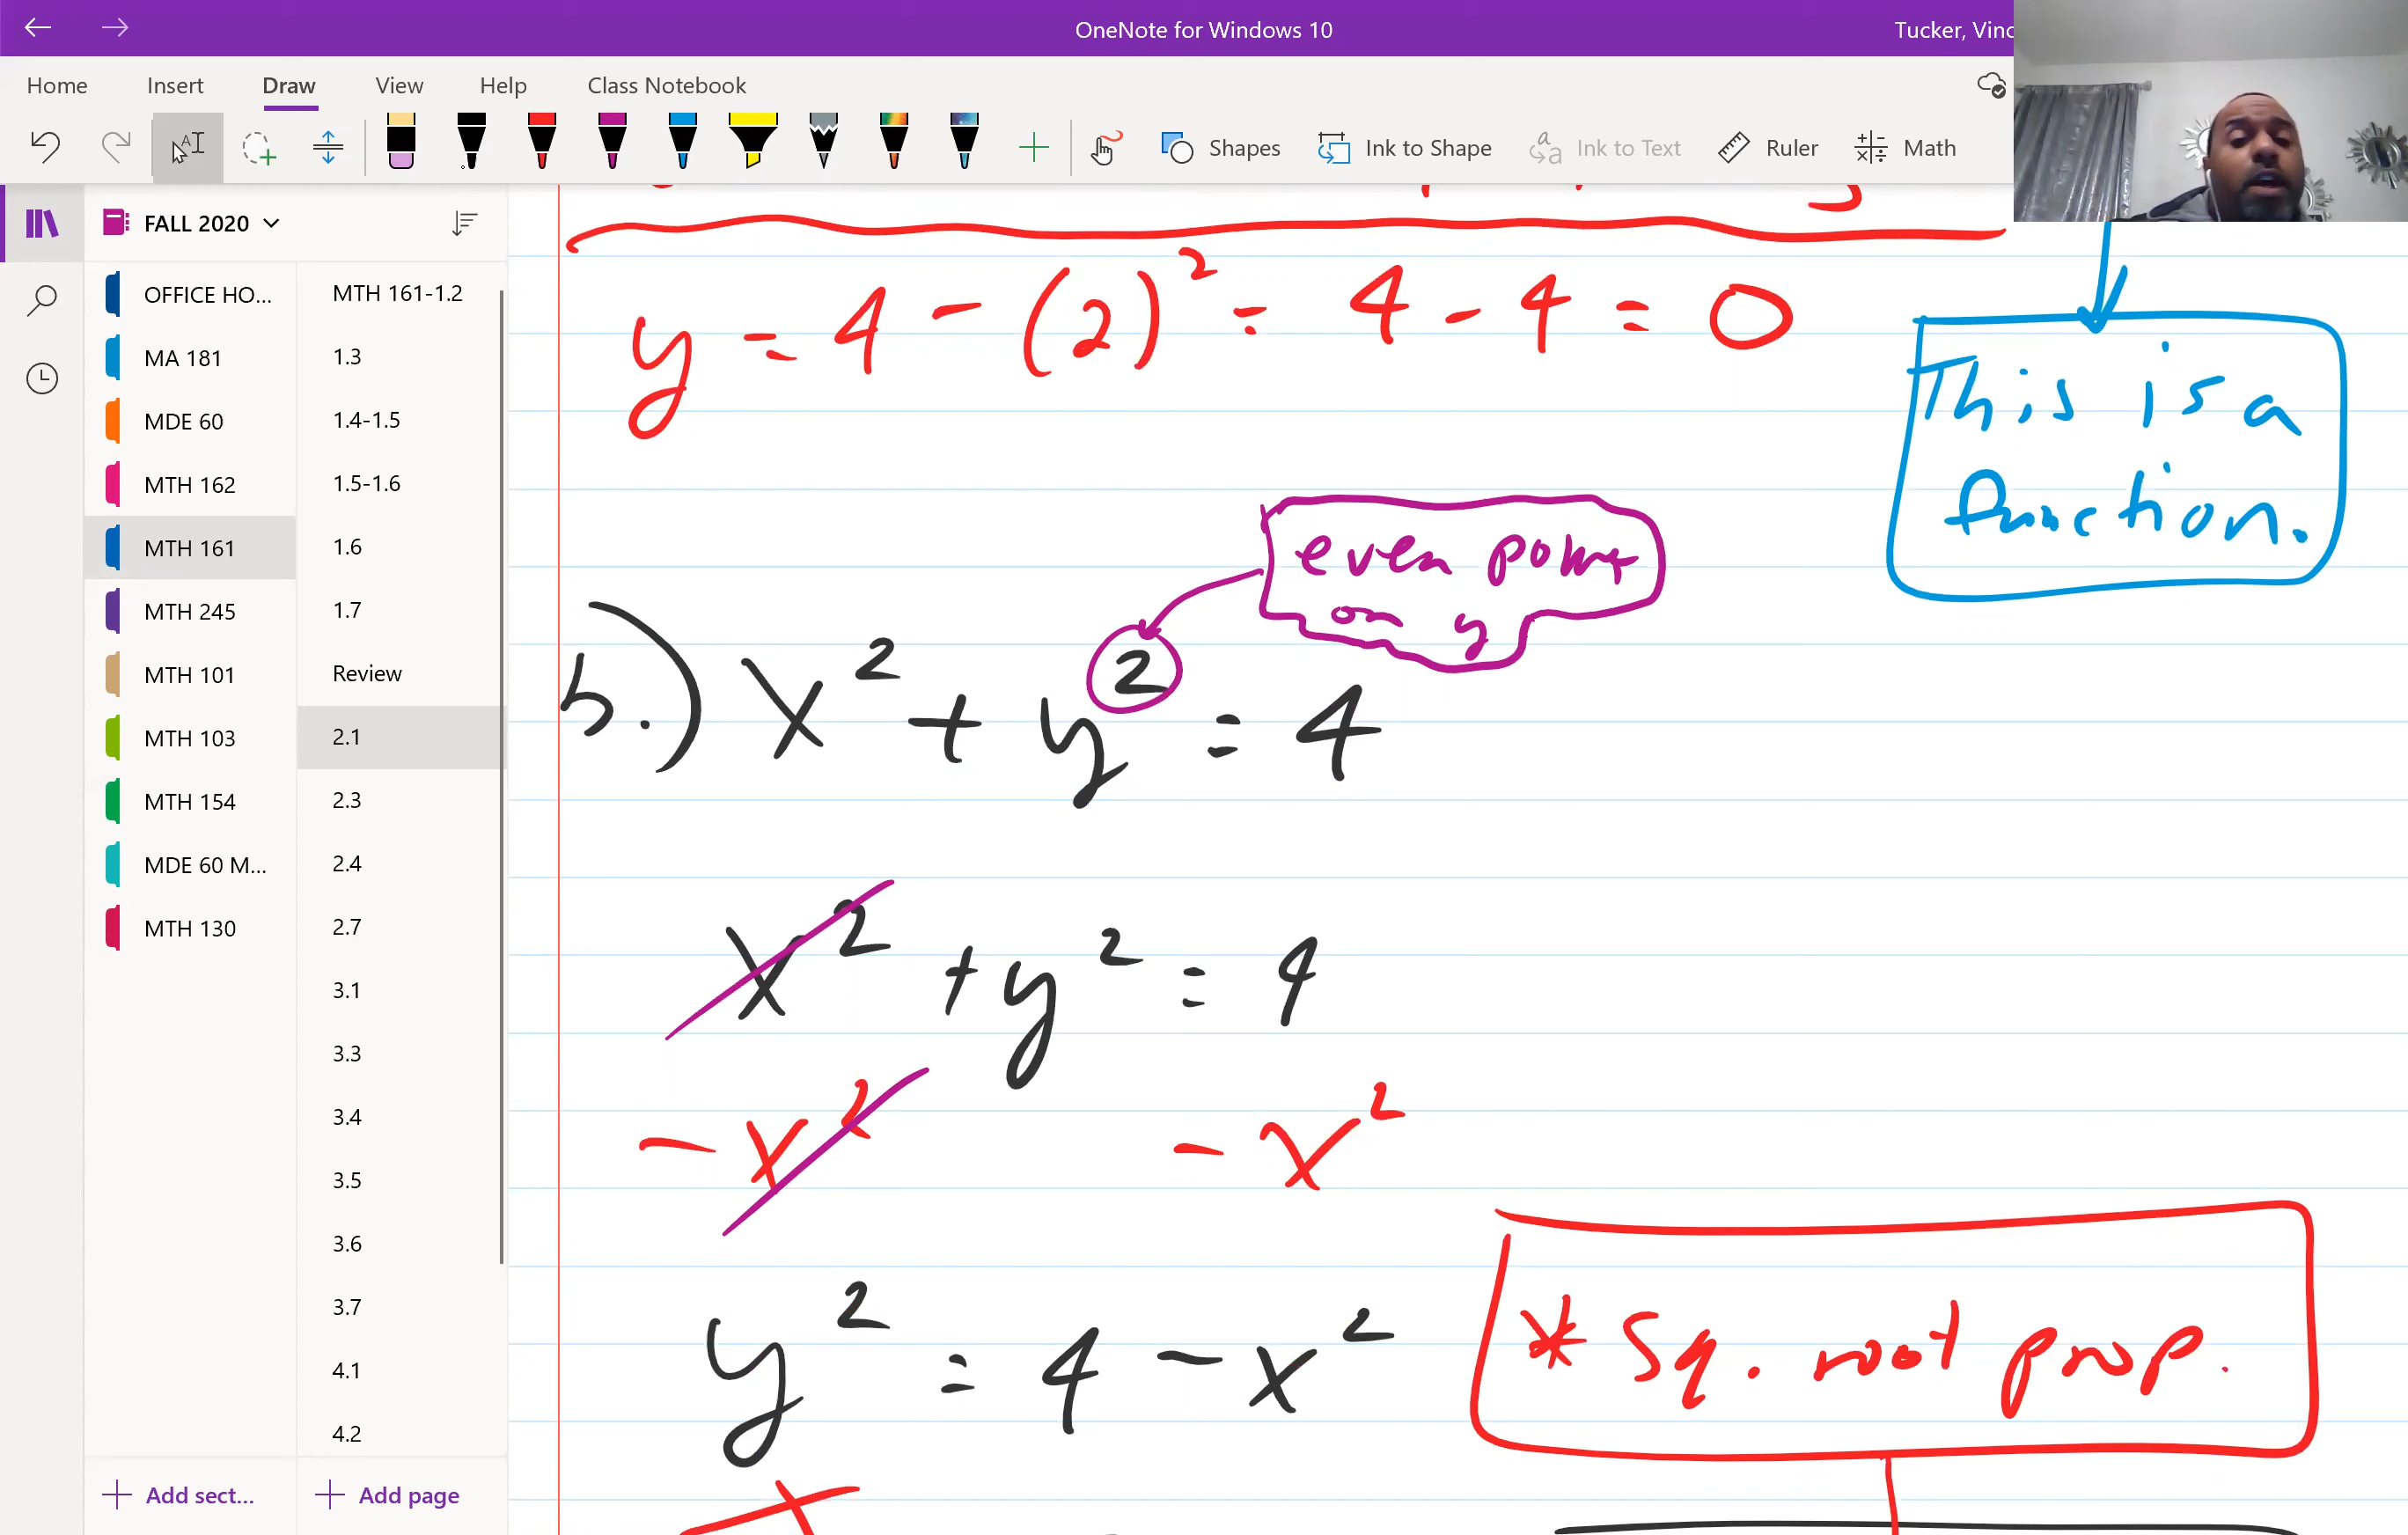 OneNote for Windows 10
Tucker, Vinc
Home Insert Draw View Help Class Notebook
Shapes Ink to Shape Ink to Text Ruler Math
FALL 2020
OFFICE HO...
MA 181
MDE 60
MTH 162
MTH 161
MTH 245
MTH 101
MTH 103
MTH 154
MDE 60 M...
MTH 130
Add sect...
MTH 161-1.2
1.3
1.4-1.5
1.5-1.6
1.6
1.7
Review
2.1
2.3
2.4
2.7
3.1
3.3
3.4
3.5
3.6
3.7
4.1
4.2
Add page
y = 4 - (2)² = 4 - 4 = 0
This is a
function.
even power
on y
b.) x² + y² = 4
x² + y² = 4
- x² - x²
y² = 4 - x²
* Sq. root prop.